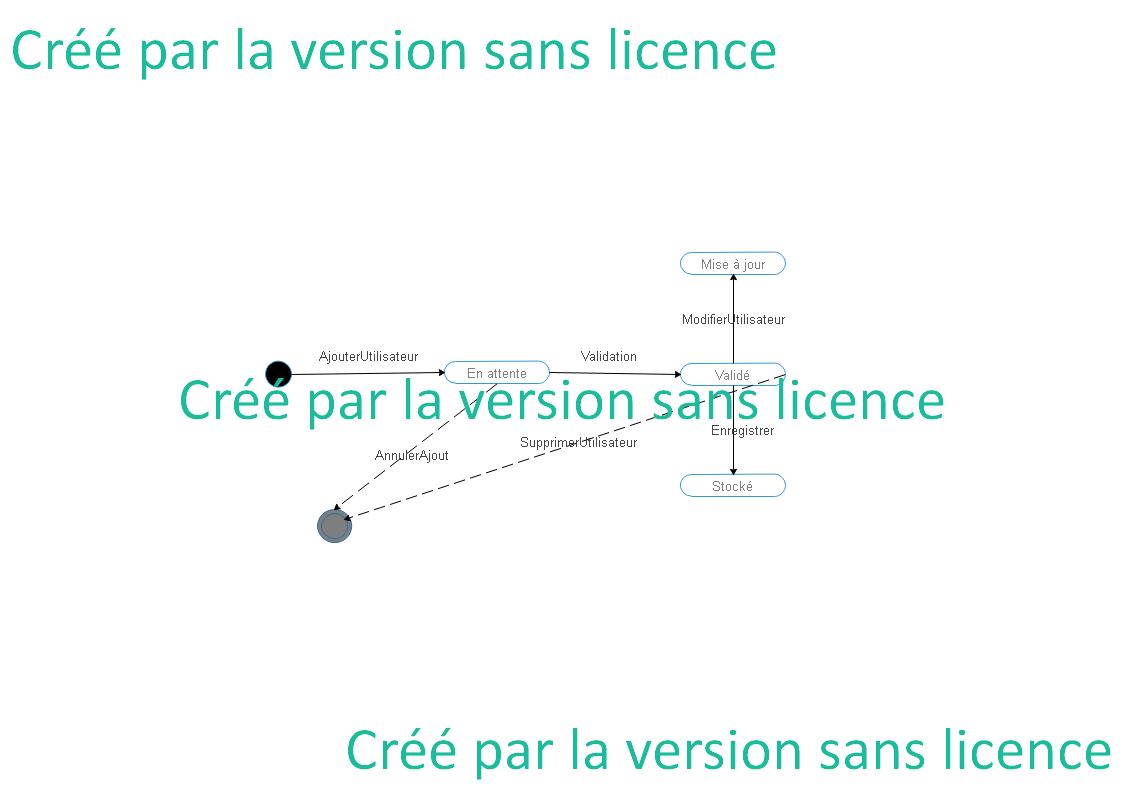 Créé par la version sans licence
Mise à jour
ModifierUtilisateur
AjouterUtilisateur
Validation
En attente
Validé
Créé par la version sans licence
Enregistrer
SupprimerUtilisateur
AnnulerAjout
Stocké
Créé par la version sans licence